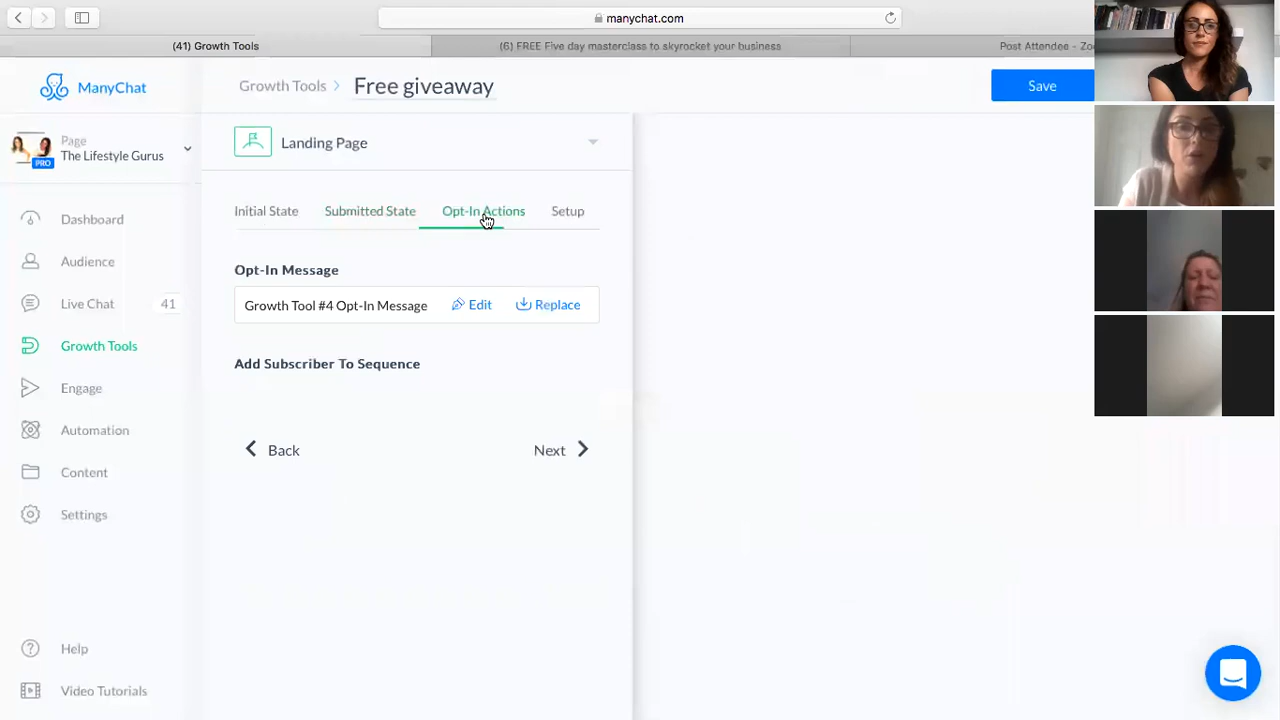 manychat.com
(41) Growth Tools
(6) FREE Five day masterclass to skyrocket your business
Post Attendee - Zoo
ManyChat
Growth Tools
Free giveaway
Save
Page
The Lifestyle Gurus
PRO
Landing Page
Initial State
Submitted State
Opt-In Actions
Setup
Dashboard
Audience
Live Chat
41
Growth Tools
Engage
Automation
Content
Settings
Help
Video Tutorials
Opt-In Message
Growth Tool #4 Opt-In Message
Edit
Replace
Add Subscriber To Sequence
Back
Next